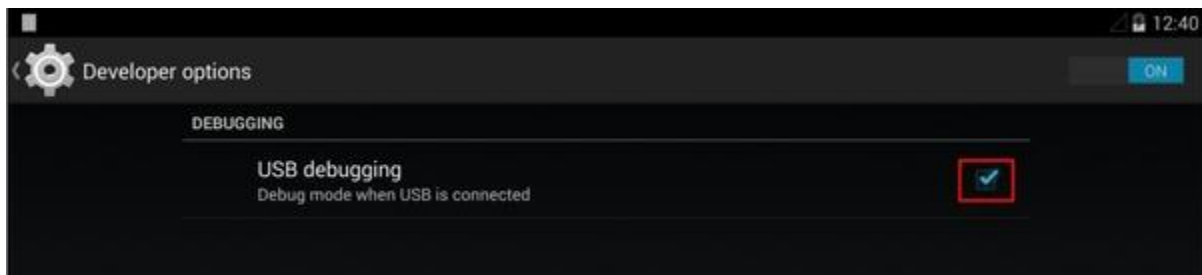 12:40
Developer options
ON
DEBUGGING
USB debugging
Debug mode when USB is connected